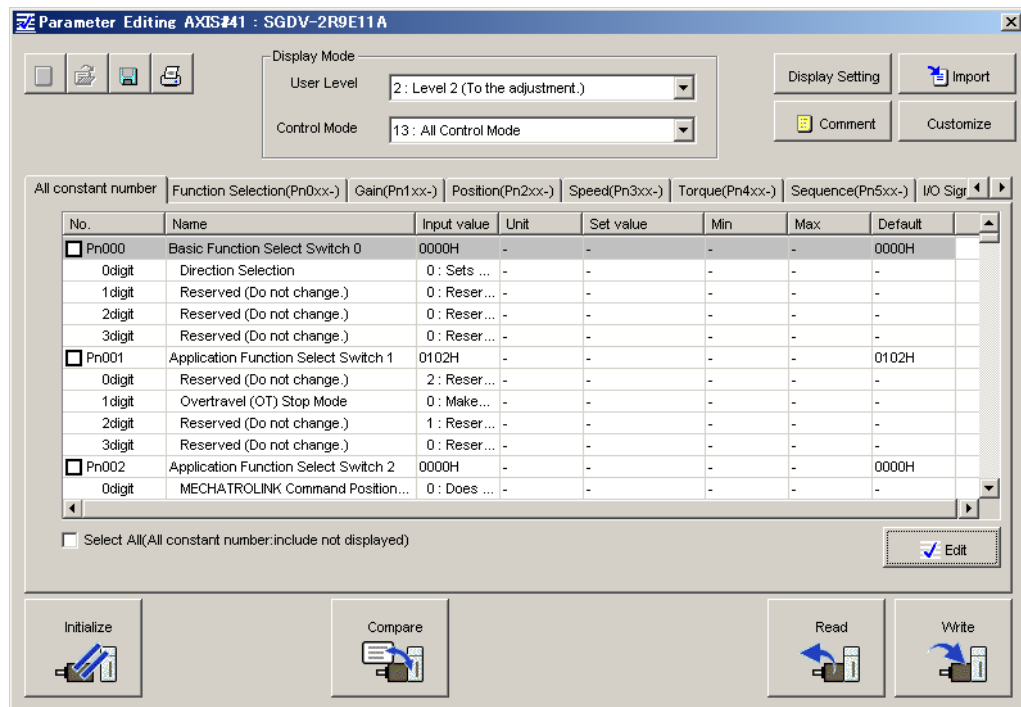 Parameter Editing AXIS#41 : SGDV-2R9E11A
Display Mode
User Level 2 : Level 2 (To the adjustment.)
Control Mode 13 : All Control Mode
Display Setting Import
Comment Customize
All constant number Function Selection(Pn0xx-) Gain(Pn1xx-) Position(Pn2xx-) Speed(Pn3xx-) Torque(Pn4xx-) Sequence(Pn5xx-) I/O Sigr
No. Name Input value Unit Set value Min Max Default
Pn000 Basic Function Select Switch 0 0000H - - - - 0000H
0digit Direction Selection 0 : Sets ... - - - - -
1digit Reserved (Do not change.) 0 : Reser... - - - - -
2digit Reserved (Do not change.) 0 : Reser... - - - - -
3digit Reserved (Do not change.) 0 : Reser... - - - - -
Pn001 Application Function Select Switch 1 0102H - - - - 0102H
0digit Reserved (Do not change.) 2 : Reser... - - - - -
1digit Overtravel (OT) Stop Mode 0 : Make... - - - - -
2digit Reserved (Do not change.) 1 : Reser... - - - - -
3digit Reserved (Do not change.) 0 : Reser... - - - - -
Pn002 Application Function Select Switch 2 0000H - - - - 0000H
0digit MECHATROLINK Command Position... 0 : Does ... - - - - -
Select All(All constant number:include not displayed)
Edit
Initialize Compare Read Write